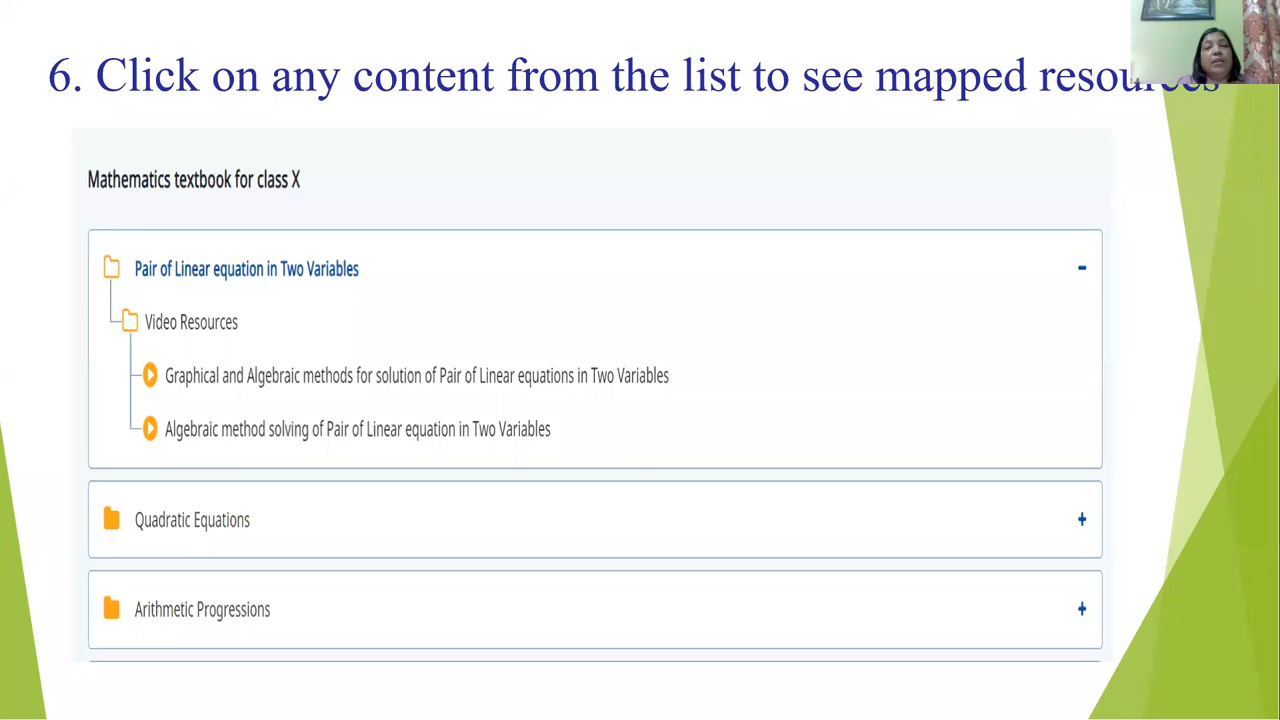 6. Click on any content from the list to see mapped resources
Mathematics textbook for class X
Pair of Linear equation in Two Variables
Video Resources
Graphical and Algebraic methods for solution of Pair of Linear equations in Two Variables
Algebraic method solving of Pair of Linear equation in Two Variables
Quadratic Equations
Arithmetic Progressions